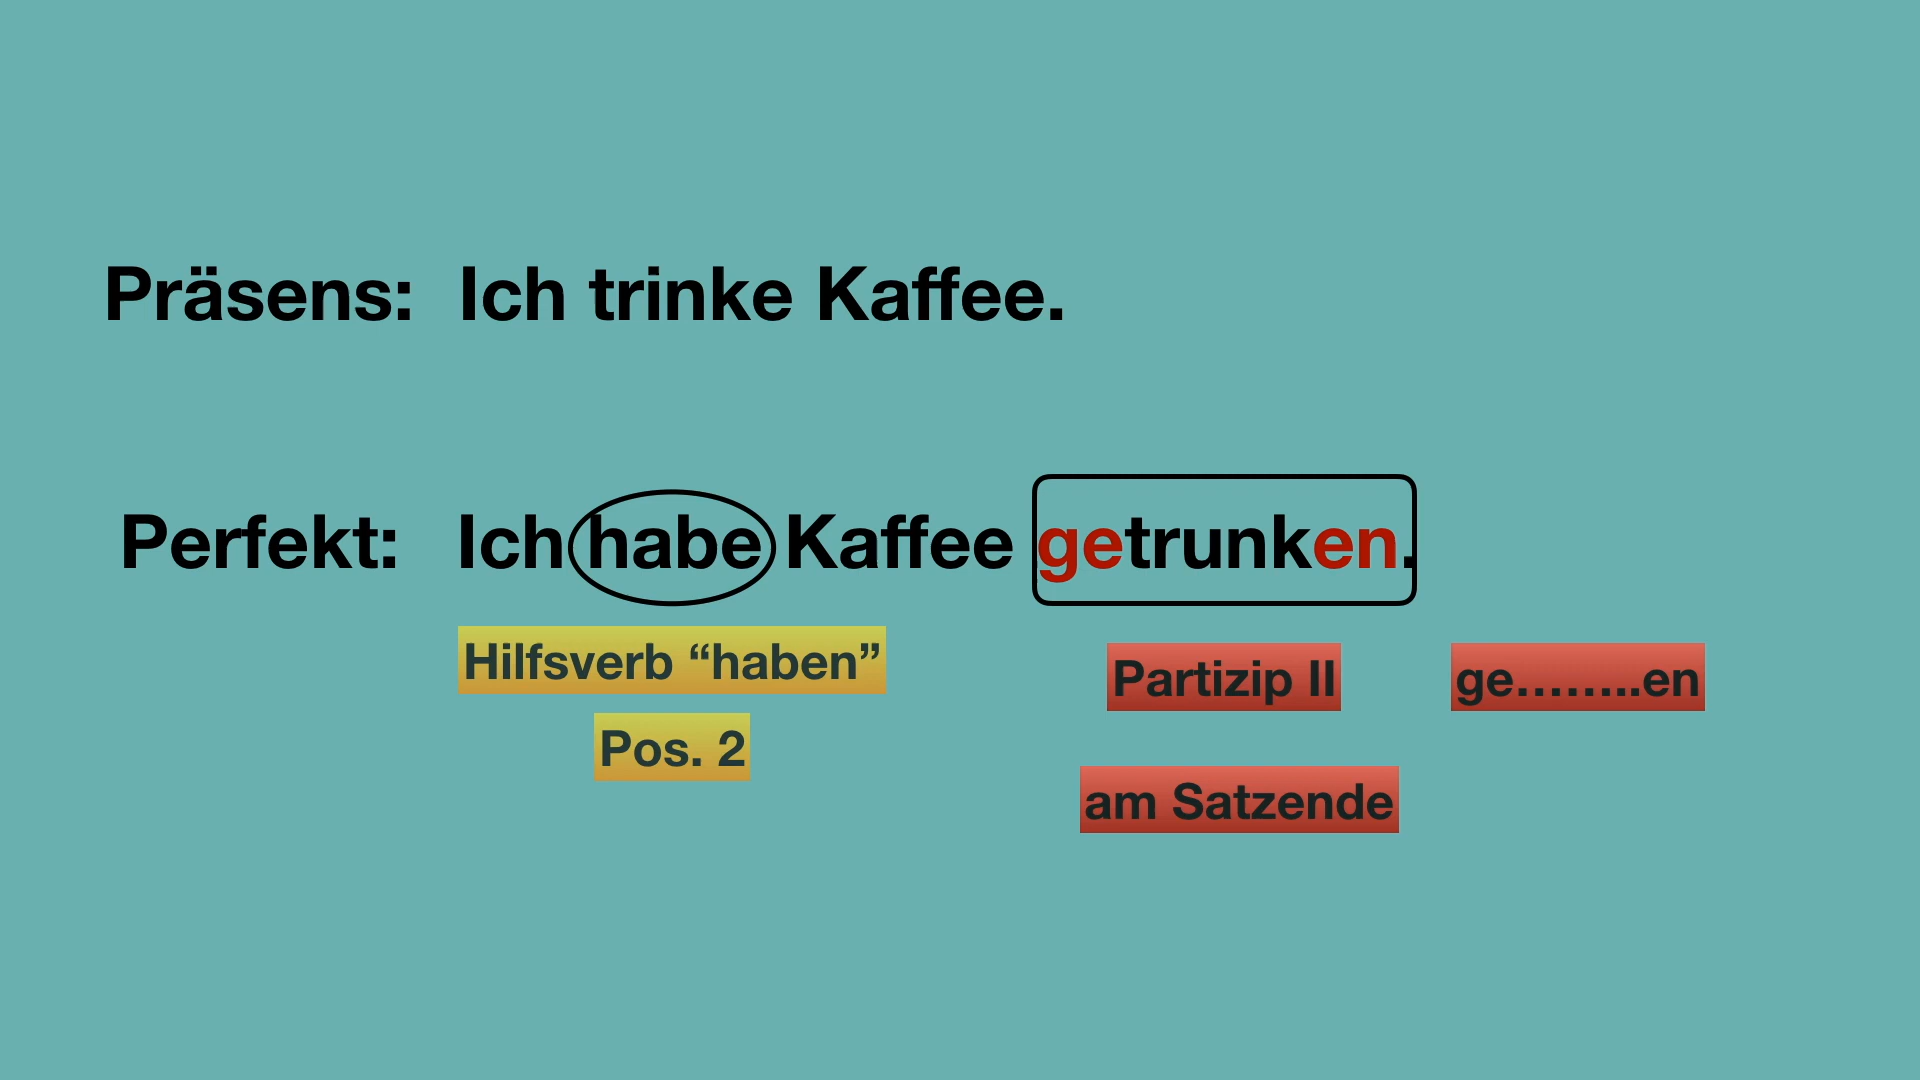 Präsens: Ich trinke Kaffee.
Perfekt: Ich habe Kaffee getrunken.
Hilfsverb “haben”
Pos. 2
Partizip II
ge……..en
am Satzende